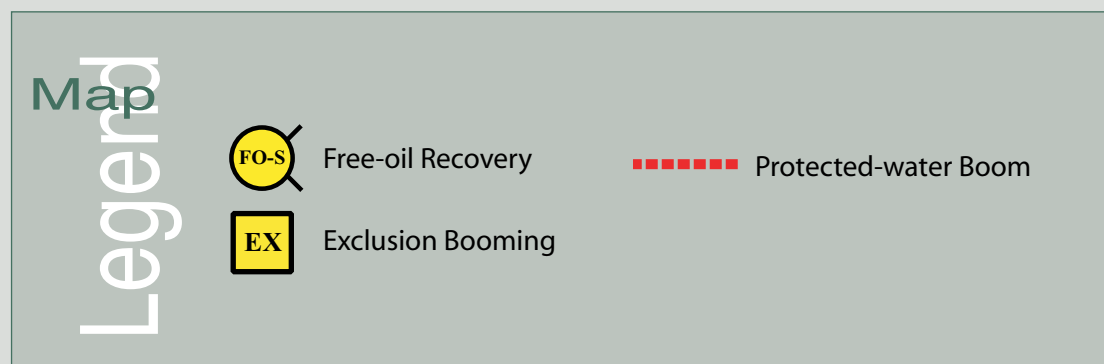 Map
Legend
FO-S Free-oil Recovery
Protected-water Boom
EX Exclusion Booming